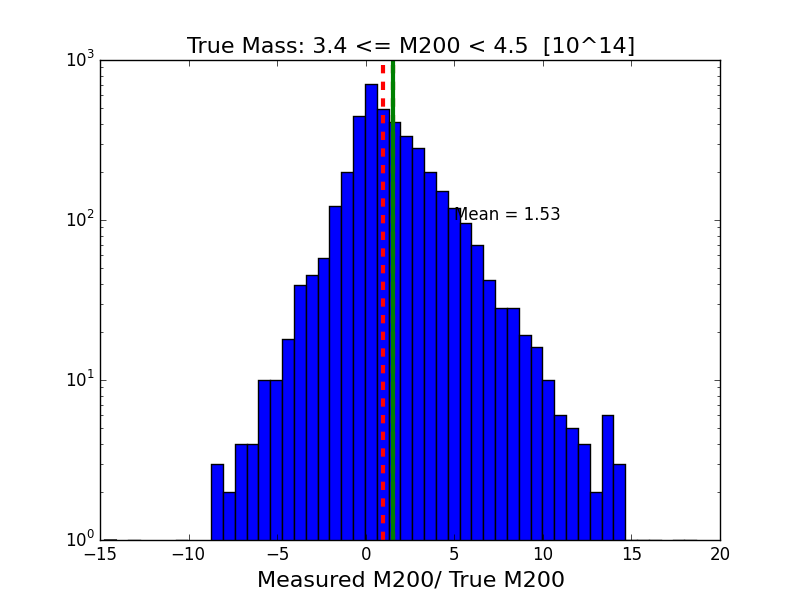 True Mass: 3.4 <= M200 < 4.5 [10^14]
10^3
10^2
10^1
10^0
Mean = 1.53
−15 −10 −5 0 5 10 15 20
Measured M200/ True M200